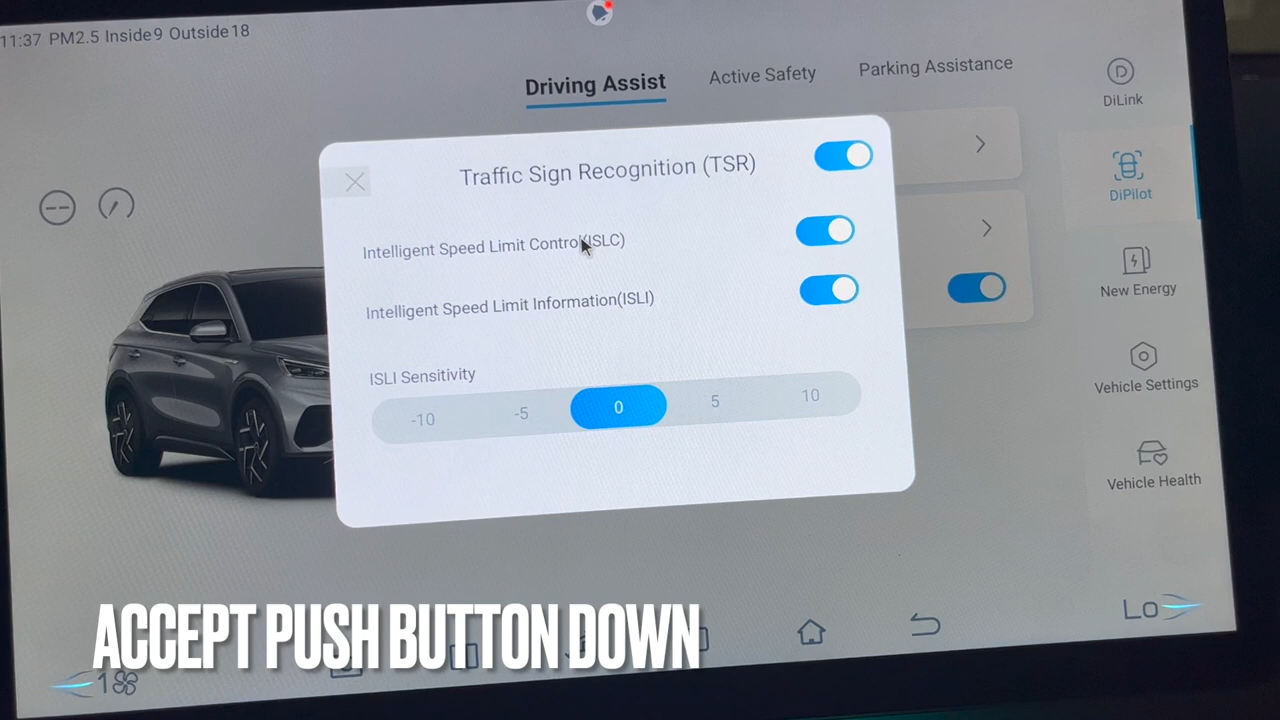 11:37 PM2.5 Inside9 Outside18
Driving Assist
Active Safety
Parking Assistance
DiLink
DiPilot
New Energy
Vehicle Settings
Vehicle Health
Traffic Sign Recognition (TSR)
Intelligent Speed Limit Control(ISLC)
Intelligent Speed Limit Information(ISLI)
ISLI Sensitivity
-10 -5 0 5 10
ACCEPT PUSH BUTTON DOWN
Lo
1